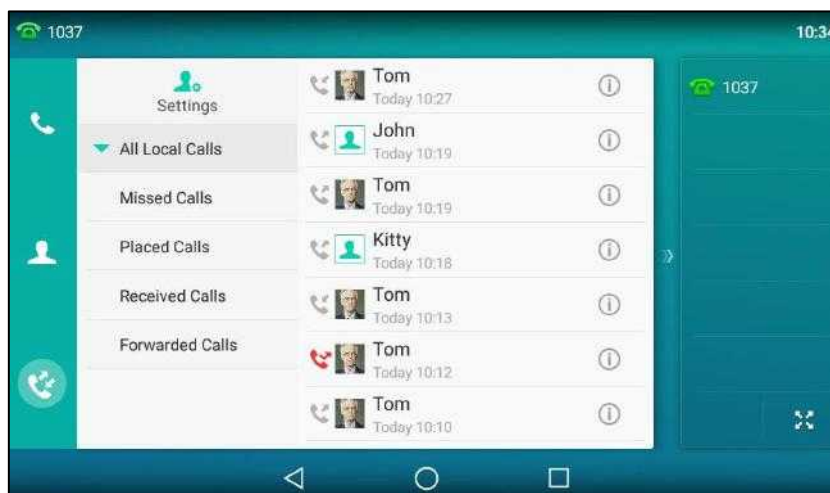 1037
10:34
Settings
All Local Calls
Missed Calls
Placed Calls
Received Calls
Forwarded Calls
Tom
Today 10:27
John
Today 10:19
Tom
Today 10:19
Kitty
Today 10:18
Tom
Today 10:13
Tom
Today 10:12
Tom
Today 10:10
1037